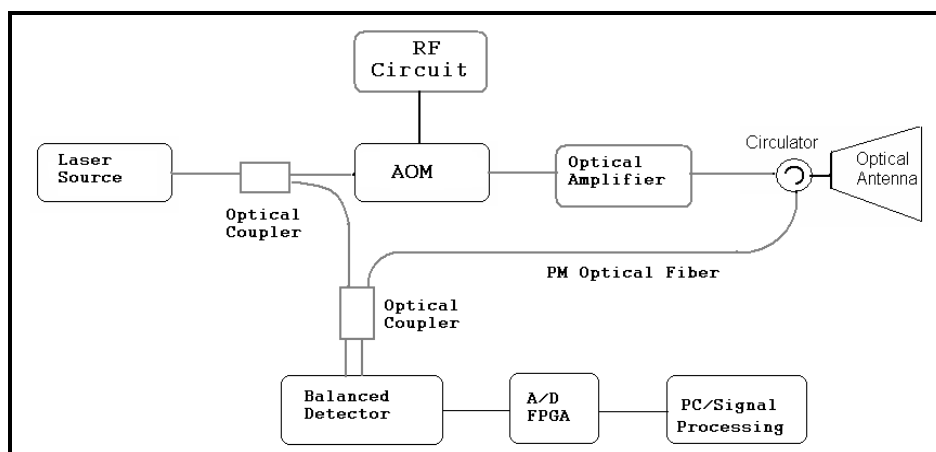 RF
Circuit
Laser
Source
AOM
Optical
Amplifier
Circulator
Optical
Antenna
Optical
Coupler
PM Optical Fiber
Optical
Coupler
Balanced
Detector
A/D
FPGA
PC/Signal
Processing